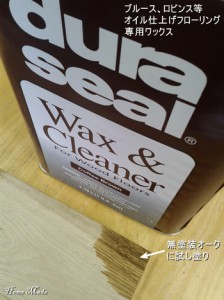 ブルース、ロビンス等
オイル仕上げフローリング
専用ワックス
dura
seal®
Wax &
Cleaner
For Wood Floors
無塗装オーク
に試し塗り
Home Made